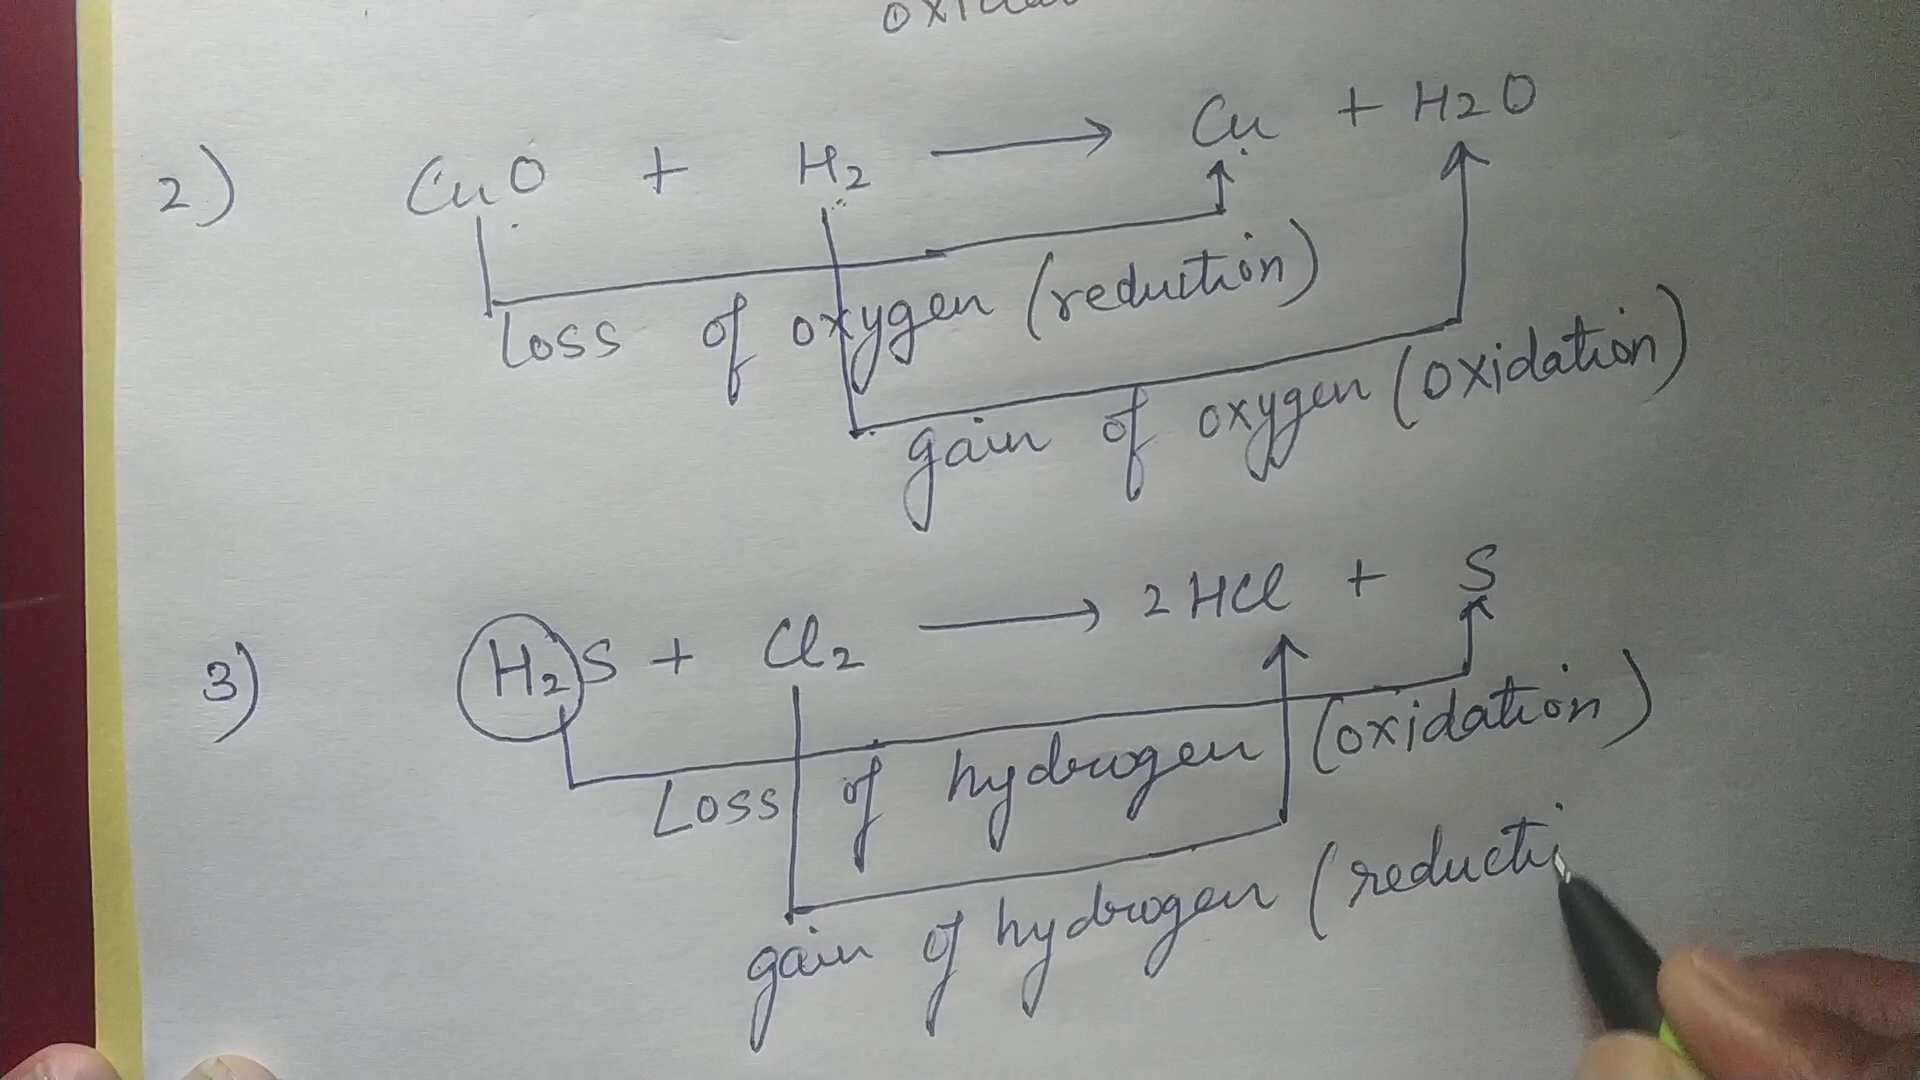 2) CuO + H2 → Cu + H2O
Loss of oxygen (reduction)
gain of oxygen (oxidation)
3) H2S + Cl2 → 2HCl + S
Loss of hydrogen (oxidation)
gain of hydrogen (reducti